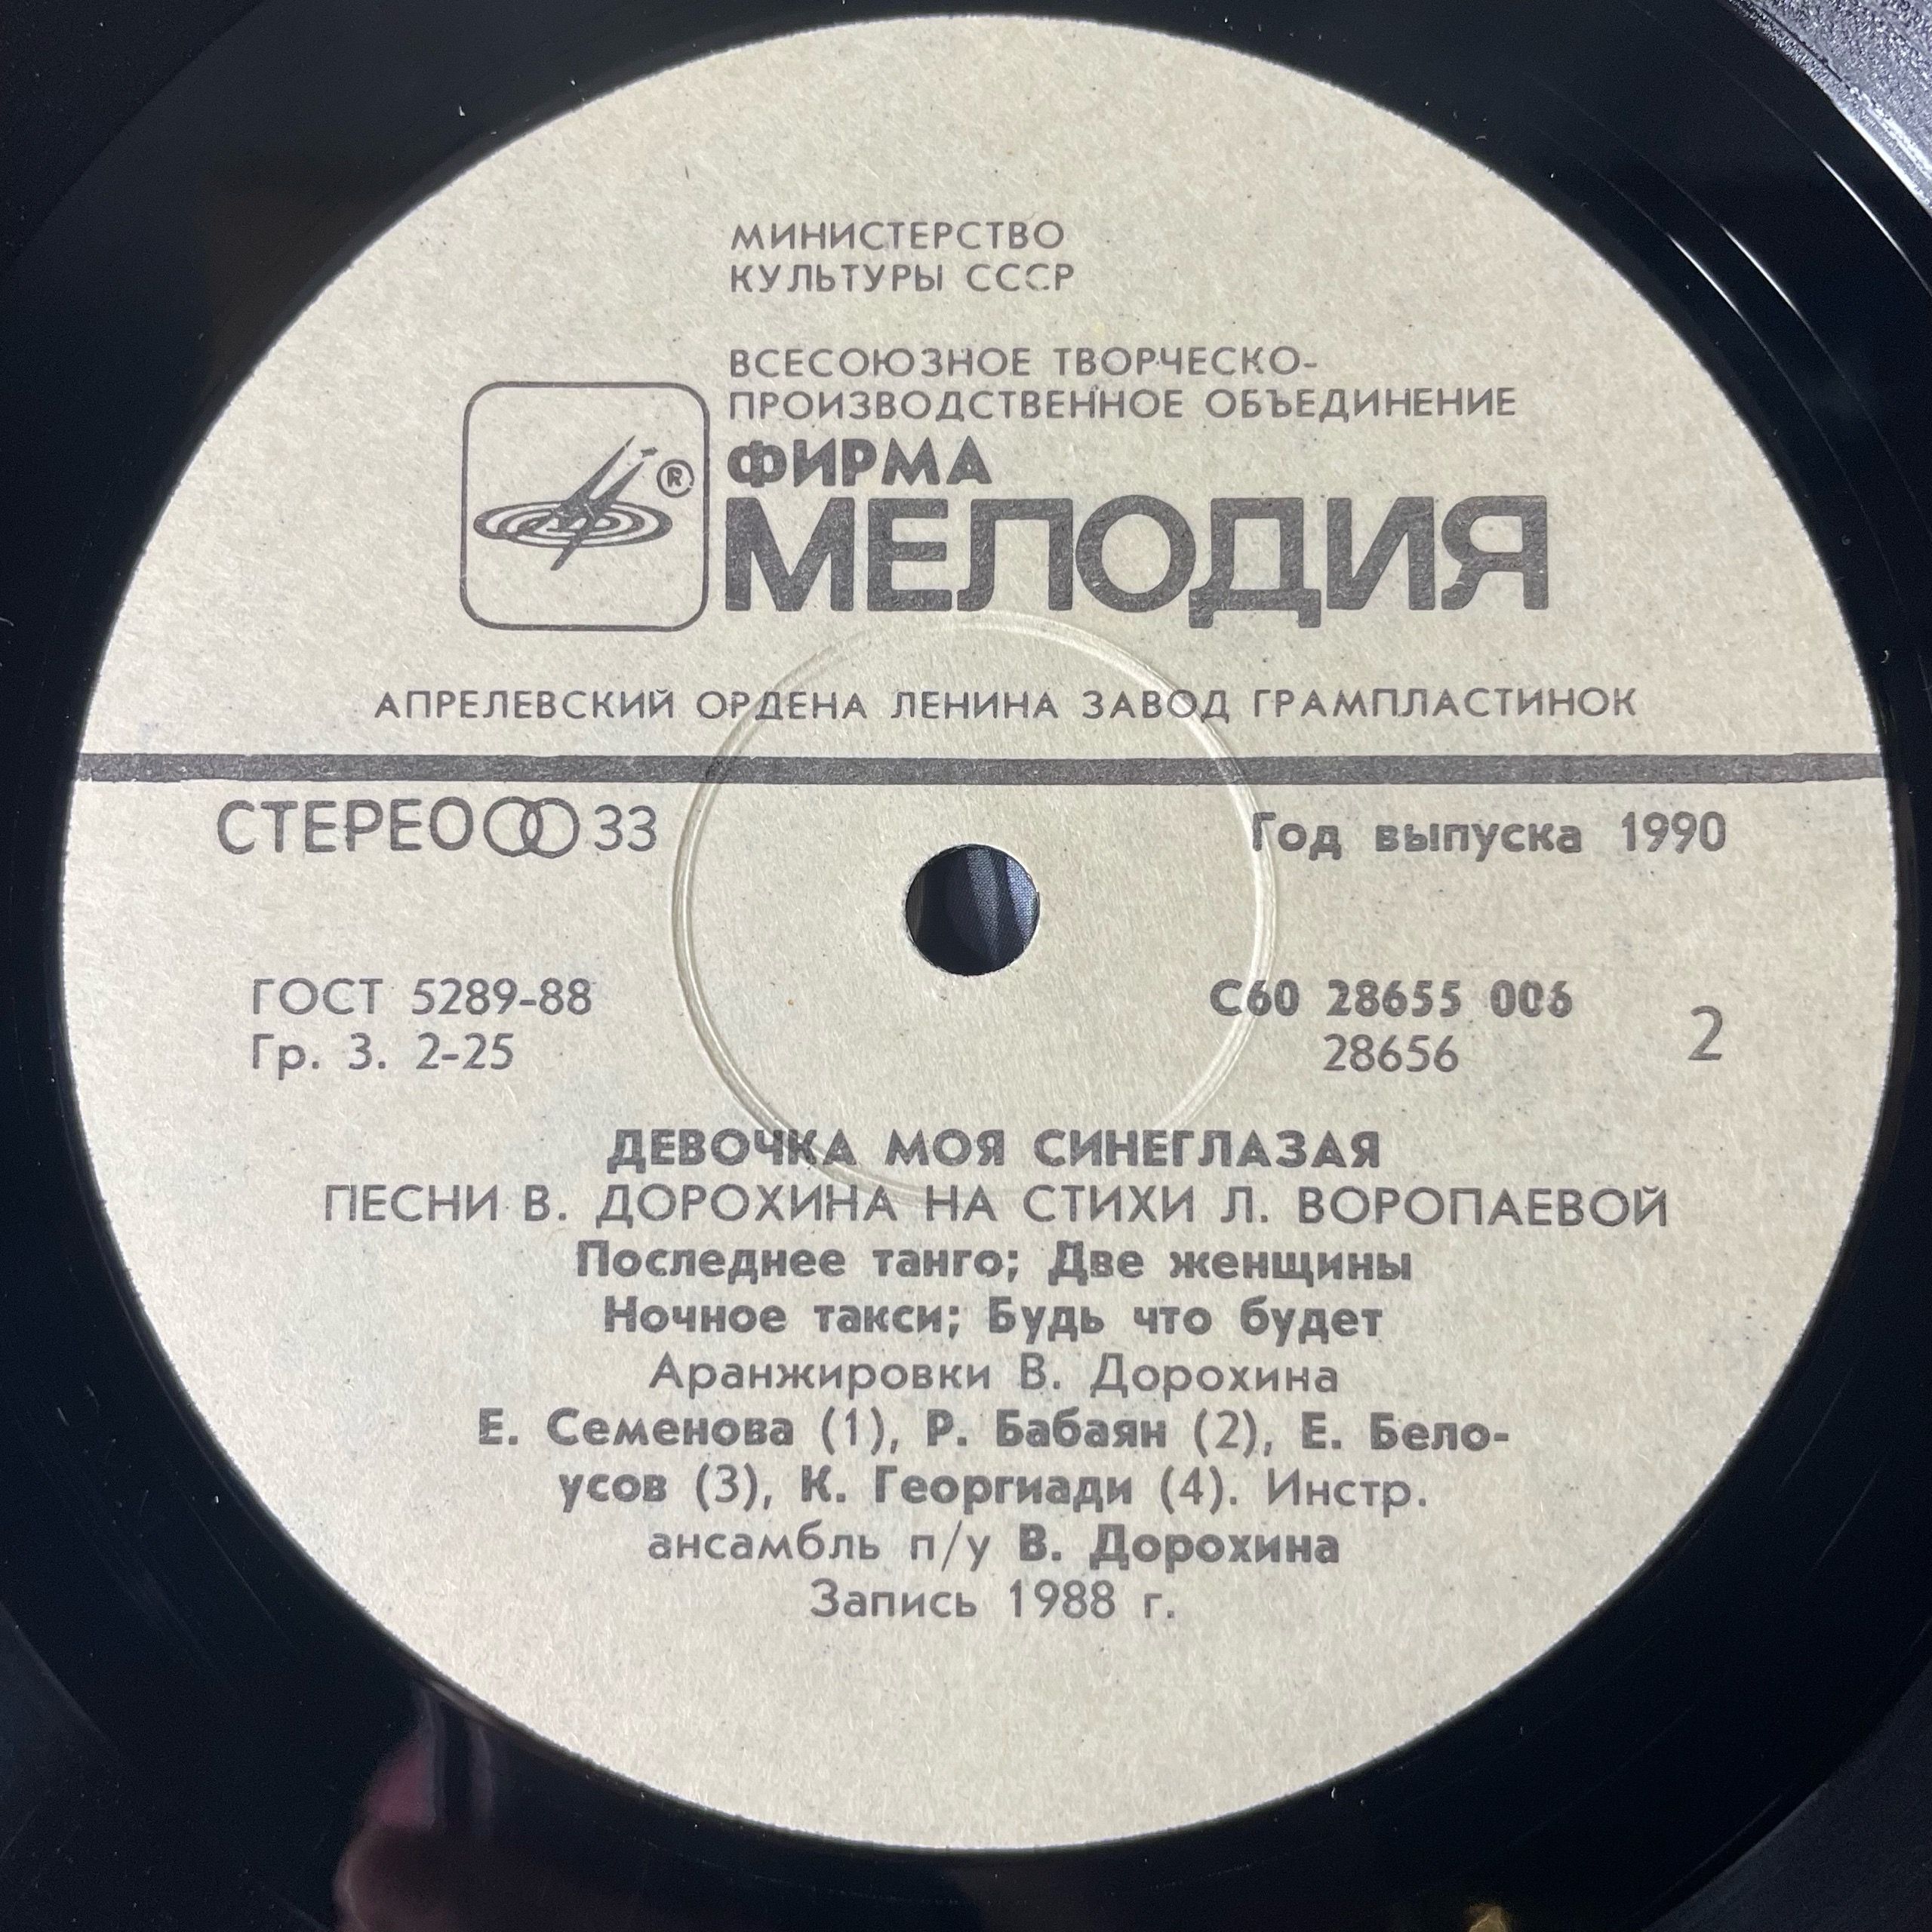 МИНИСТЕРСТВО
КУЛЬТУРЫ СССР
ВСЕСОЮЗНОЕ ТВОРЧЕСКО-
ПРОИЗВОДСТВЕННОЕ ОБЪЕДИНЕНИЕ
ФИРМА
®
МЕЛОДИЯ
АПРЕЛЕВСКИЙ ОРДЕНА ЛЕНИНА ЗАВОД ГРАМПЛАСТИНОК
СТЕРЕО 33
Год выпуска 1990
ГОСТ 5289-88
Гр. 3. 2-25
С60 28655 006
28656
2
ДЕВОЧКА МОЯ СИНЕГЛАЗАЯ
ПЕСНИ В. ДОРОХИНА НА СТИХИ Л. ВОРОПАЕВОЙ
Последнее танго; Две женщины
Ночное такси; Будь что будет
Аранжировки В. Дорохина
Е. Семенова (1), Р. Бабаян (2), Е. Бело-
усов (3), К. Георгиади (4). Инстр.
ансамбль п/у В. Дорохина
Запись 1988 г.